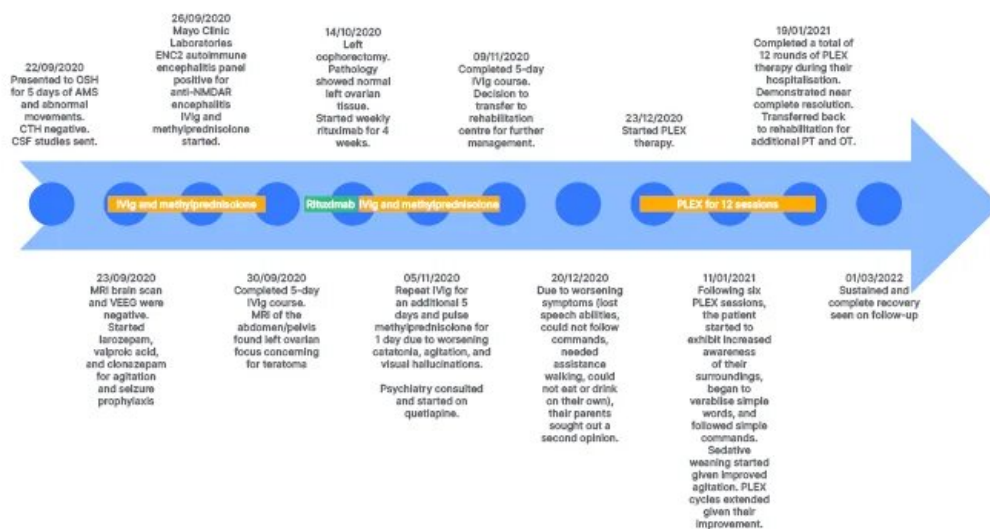 22/09/2020
Presented to OSH
for 5 days of AMS
and abnormal
movements.
CTH negative.
CSF studies sent.
26/09/2020
Mayo Clinic
Laboratories
ENC2 autoimmune
encephalitis panel
positive for
anti-NMDAR
encephalitis
IVig and
methylprednisolone
started.
14/10/2020
Left
oophorectomy.
Pathology
showed normal
left ovarian
tissue.
Started weekly
rituximab for 4
weeks.
09/11/2020
Completed 5-day
IVig course.
Decision to
transfer to
rehabilitation
centre for further
management.
23/12/2020
Started PLEX
therapy.
19/01/2021
Completed a total of
12 rounds of PLEX
therapy during their
hospitalisation.
Demonstrated near
complete resolution.
Transferred back
to rehabilitation for
additional PT and OT.
IVig and methylprednisolone
Rituximab
IVig and methylprednisolone
PLEX for 12 sessions
23/09/2020
MRI brain scan
and VEEG were
negative.
Started
larozepam,
valproic acid,
and clonazepam
for agitation
and seizure
prophylaxis
30/09/2020
Completed 5-day
IVig course.
MRI of the
abdomen/pelvis
found left ovarian
focus concerning
for teratoma
05/11/2020
Repeat IVig for
an additional 5
days and pulse
methylprednisolone for
1 day due to worsening
catatonia, agitation, and
visual hallucinations.
Psychiatry consulted
and started on
quetiapine.
20/12/2020
Due to worsening
symptoms (lost
speech abilities,
could not follow
commands,
needed
assistance
walking, could
not eat or drink
on their own),
their parents
sought out a
second opinion.
11/01/2021
Following six
PLEX sessions,
the patient
started to
exhibit increased
awareness
of their
surroundings,
began to
verablise simple
words, and
followed simple
commands.
Sedative
weaning started
given improved
agitation. PLEX
cycles extended
given their
improvement.
01/03/2022
Sustained and
complete recovery
seen on follow-up